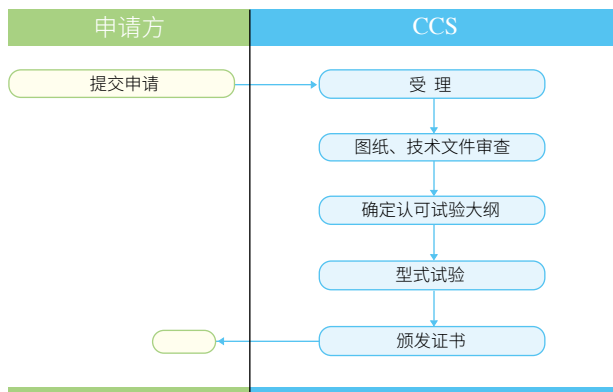 申请方
CCS
提交申请
受 理
图纸、技术文件审查
确定认可试验大纲
型式试验
颁发证书